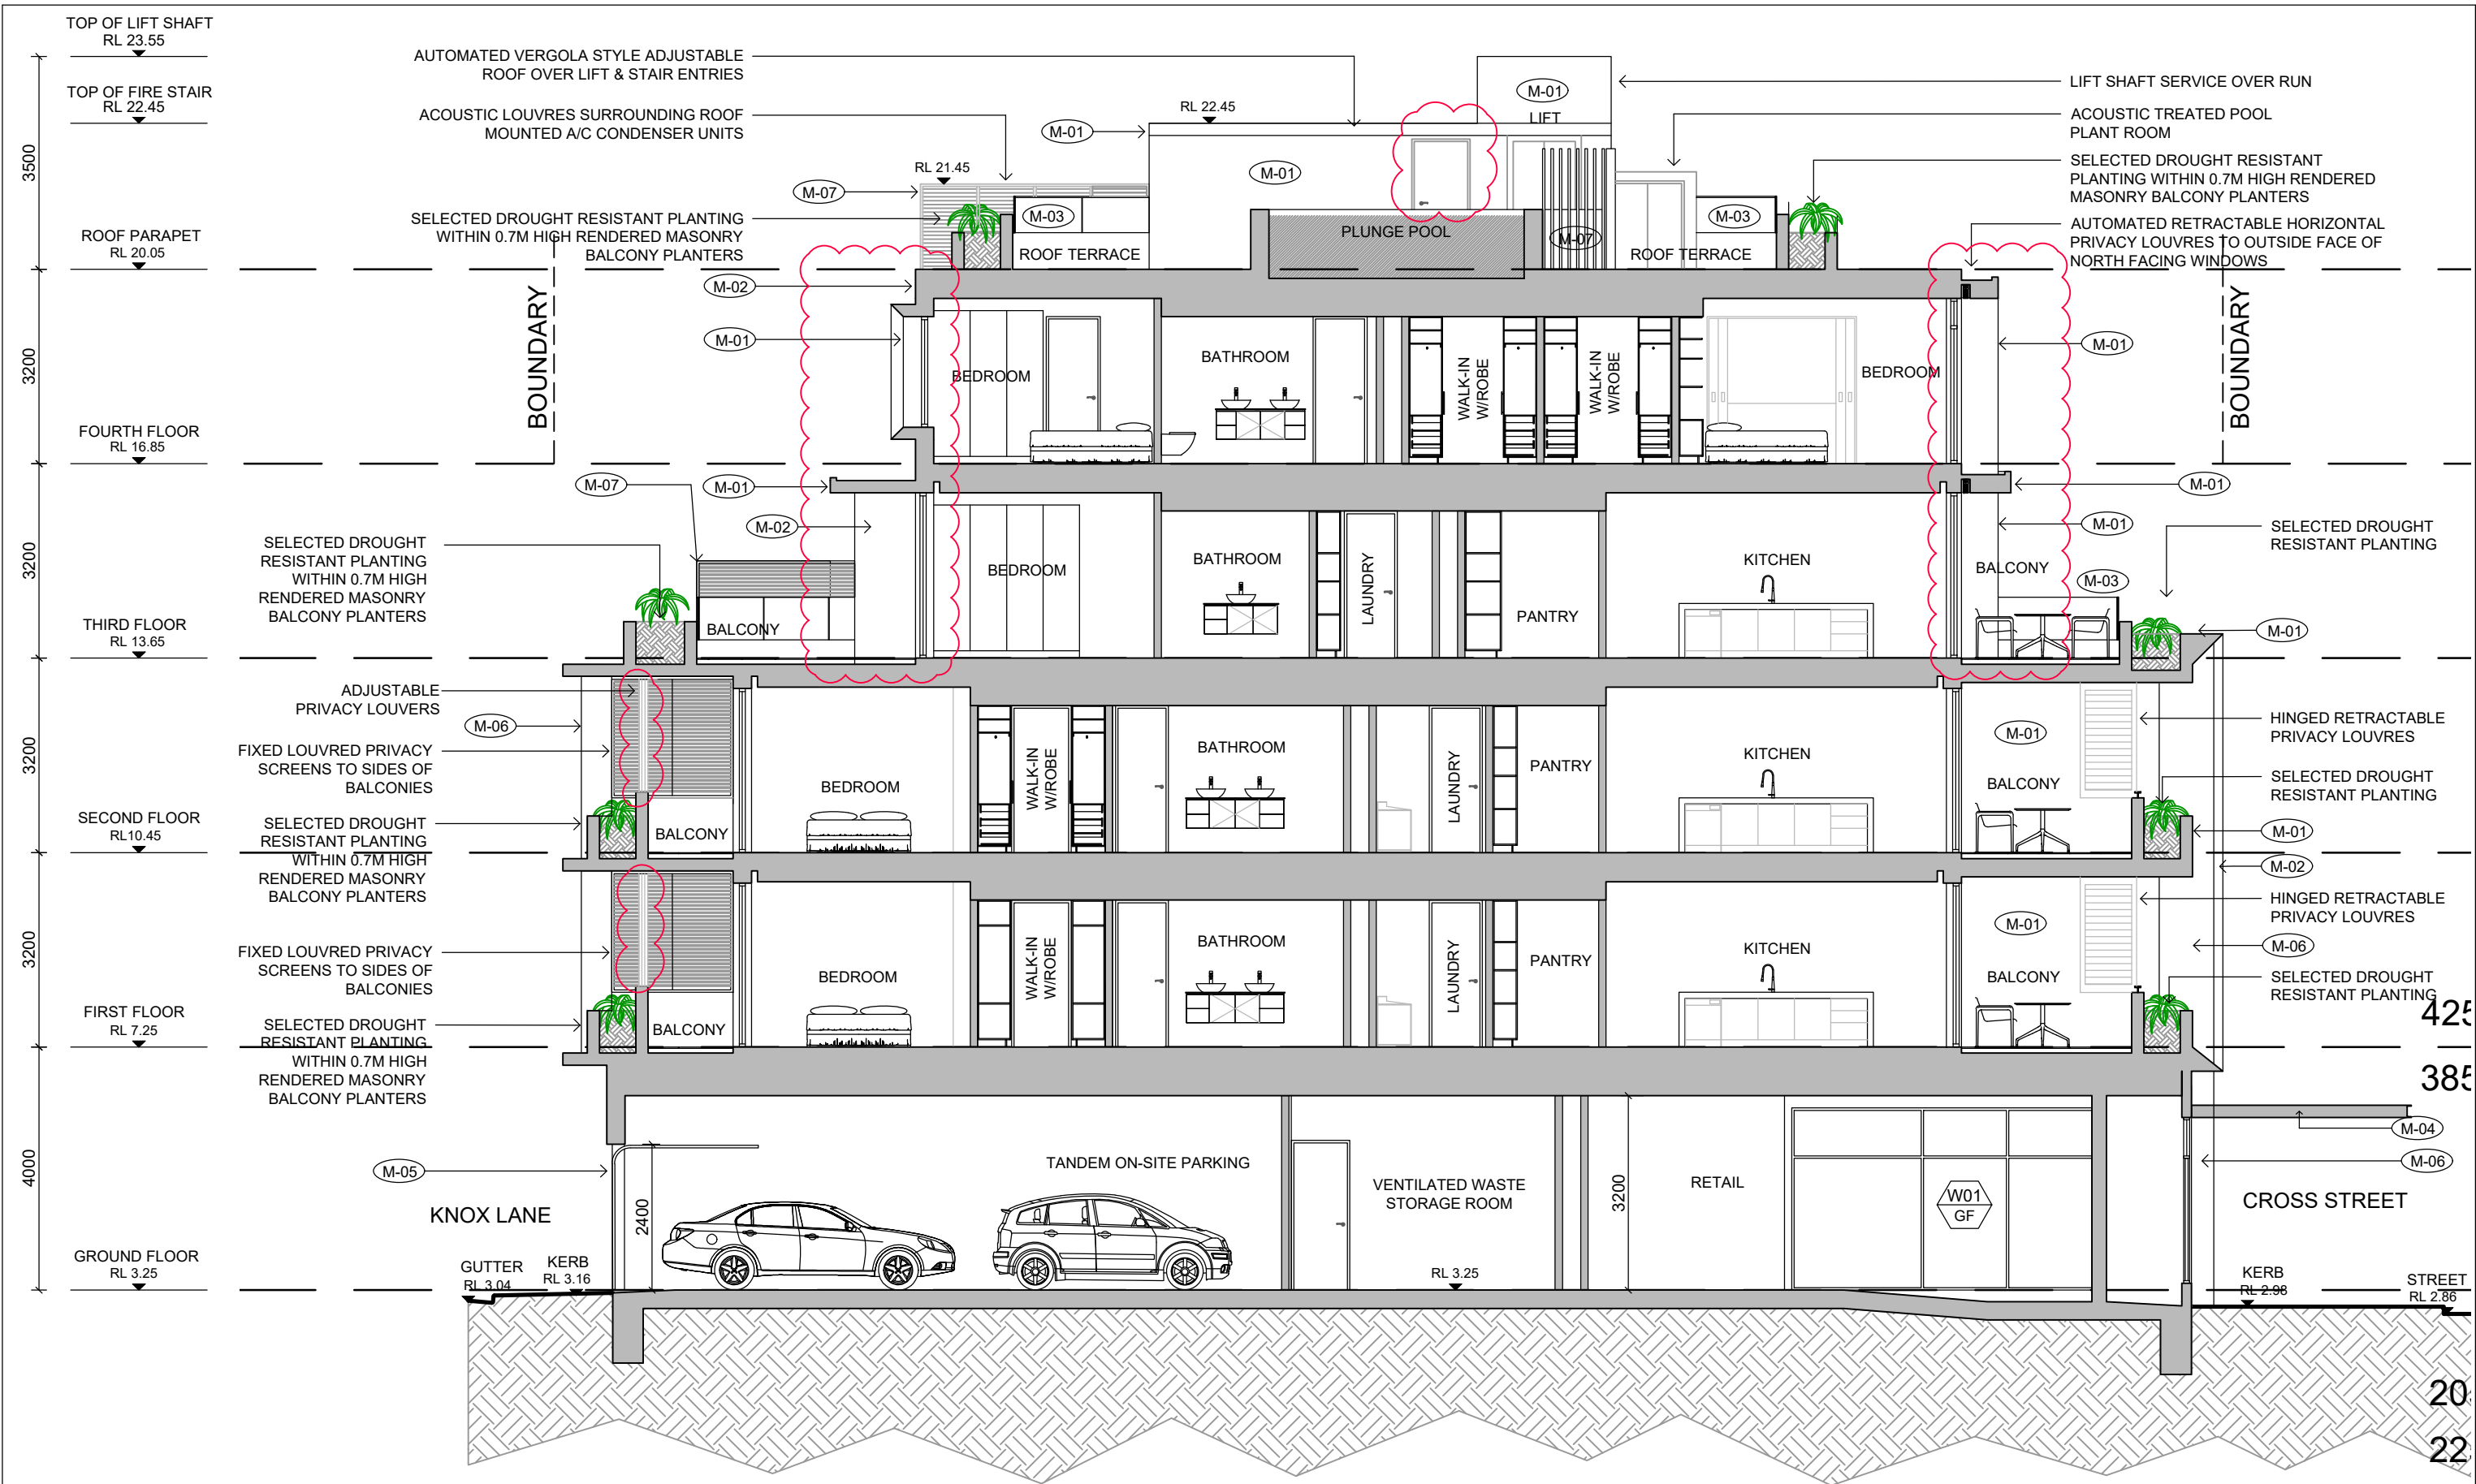 TOP OF LIFT SHAFT
RL 23.55
TOP OF FIRE STAIR
RL 22.45
ROOF PARAPET
RL 20.05
FOURTH FLOOR
RL 16.85
THIRD FLOOR
RL 13.65
SECOND FLOOR
RL10.45
FIRST FLOOR
RL 7.25
GROUND FLOOR
RL 3.25
3500
3200
3200
3200
3200
4000
AUTOMATED VERGOLA STYLE ADJUSTABLE
ROOF OVER LIFT & STAIR ENTRIES
ACOUSTIC LOUVRES SURROUNDING ROOF
MOUNTED A/C CONDENSER UNITS
SELECTED DROUGHT RESISTANT PLANTING
WITHIN 0.7M HIGH RENDERED MASONRY
BALCONY PLANTERS
M-01
RL 22.45
M-01
LIFT
M-01
RL 21.45
M-07
M-03
ROOF TERRACE
PLUNGE POOL
M-07
M-03
ROOF TERRACE
LIFT SHAFT SERVICE OVER RUN
ACOUSTIC TREATED POOL
PLANT ROOM
SELECTED DROUGHT RESISTANT
PLANTING WITHIN 0.7M HIGH RENDERED
MASONRY BALCONY PLANTERS
AUTOMATED RETRACTABLE HORIZONTAL
PRIVACY LOUVRES TO OUTSIDE FACE OF
NORTH FACING WINDOWS
BOUNDARY
M-02
M-01
BEDROOM
BATHROOM
WALK-IN
W/ROBE
WALK-IN
W/ROBE
BEDROOM
M-01
BOUNDARY
M-07
M-01
M-02
M-01
M-01
SELECTED DROUGHT
RESISTANT PLANTING
WITHIN 0.7M HIGH
RENDERED MASONRY
BALCONY PLANTERS
BALCONY
BEDROOM
BATHROOM
LAUNDRY
PANTRY
KITCHEN
BALCONY
M-03
SELECTED DROUGHT
RESISTANT PLANTING
M-01
ADJUSTABLE
PRIVACY LOUVERS
M-06
FIXED LOUVRED PRIVACY
SCREENS TO SIDES OF
BALCONIES
SELECTED DROUGHT
RESISTANT PLANTING
WITHIN 0.7M HIGH
RENDERED MASONRY
BALCONY PLANTERS
BALCONY
BEDROOM
WALK-IN
W/ROBE
BATHROOM
LAUNDRY
PANTRY
KITCHEN
M-01
BALCONY
HINGED RETRACTABLE
PRIVACY LOUVRES
SELECTED DROUGHT
RESISTANT PLANTING
M-01
M-02
FIXED LOUVRED PRIVACY
SCREENS TO SIDES OF
BALCONIES
SELECTED DROUGHT
RESISTANT PLANTING
WITHIN 0.7M HIGH
RENDERED MASONRY
BALCONY PLANTERS
BALCONY
BEDROOM
WALK-IN
W/ROBE
BATHROOM
LAUNDRY
PANTRY
KITCHEN
M-01
BALCONY
HINGED RETRACTABLE
PRIVACY LOUVRES
M-06
SELECTED DROUGHT
RESISTANT PLANTING
425
385
M-05
KNOX LANE
2400
TANDEM ON-SITE PARKING
VENTILATED WASTE
STORAGE ROOM
RL 3.25
3200
RETAIL
W01
GF
M-04
M-06
CROSS STREET
GUTTER
RL 3.04
KERB
RL 3.16
KERB
RL 2.98
STREET
RL 2.86
20
22